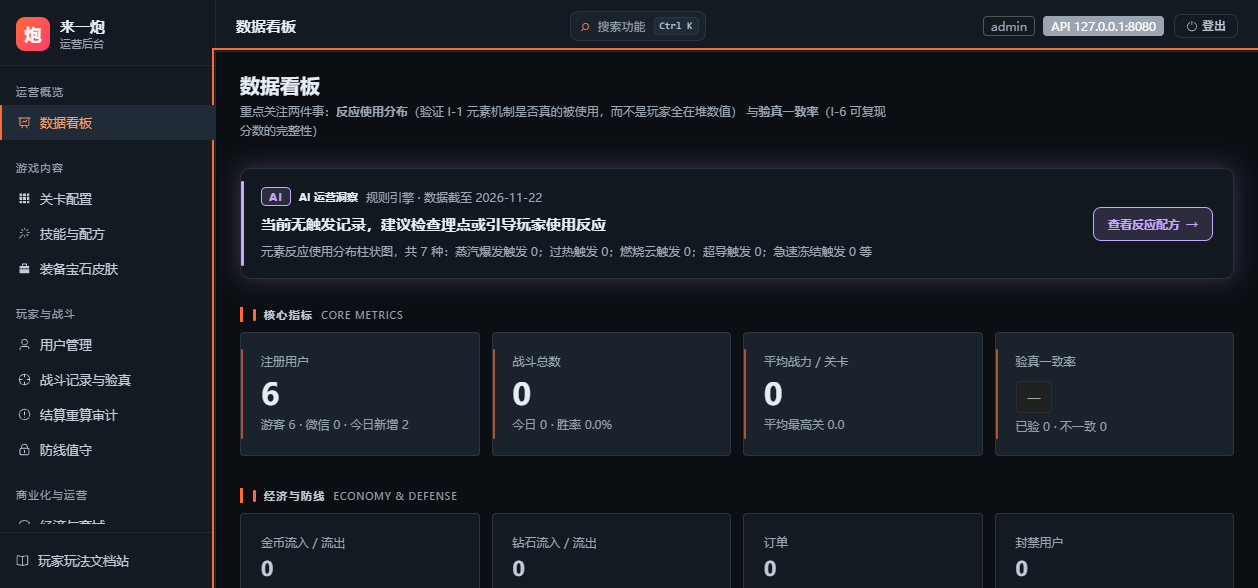 炮
来一炮
运营后台
数据看板
搜索功能 Ctrl K
admin
API 127.0.0.1:8080
登出
运营概览
数据看板
游戏内容
关卡配置
技能与配方
装备宝石皮肤
玩家与战斗
用户管理
战斗记录与验真
结算重算审计
防线值守
商业化与运营
经济与商城
玩家玩法文档站
数据看板
重点关注两件事：反应使用分布（验证 I-1 元素机制是否真的被使用，而不是玩家全在堆数值） 与验真一致率（I-6 可复现
分数的完整性）
AI AI 运营洞察 规则引擎 · 数据截至 2026-11-22
当前无触发记录，建议检查埋点或引导玩家使用反应
元素反应使用分布柱状图，共 7 种：蒸汽爆发触发 0；过热触发 0；燃烧云触发 0；超导触发 0；急速冻结触发 0 等
查看反应配方 →
核心指标 CORE METRICS
注册用户
6
游客 6 · 微信 0 · 今日新增 2
战斗总数
0
今日 0 · 胜率 0.0%
平均战力 / 关卡
0
平均最高关 0.0
验真一致率
—
已验 0 · 不一致 0
经济与防线 ECONOMY & DEFENSE
金币流入 / 流出
0
钻石流入 / 流出
0
订单
0
封禁用户
0